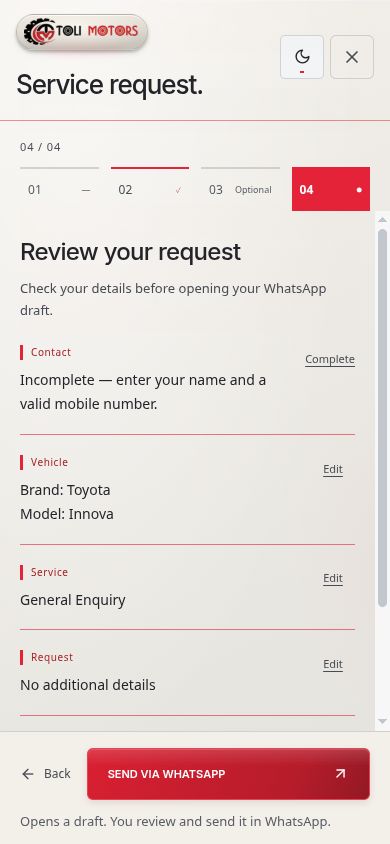 TOLI MOTORS
Service request.
04 / 04
01 —
02 ✓
03 Optional
04
Review your request
Check your details before opening your WhatsApp
draft.
Contact
Complete
Incomplete — enter your name and a
valid mobile number.
Vehicle
Edit
Brand: Toyota
Model: Innova
Service
Edit
General Enquiry
Request
Edit
No additional details
Back
SEND VIA WHATSAPP
Opens a draft. You review and send it in WhatsApp.